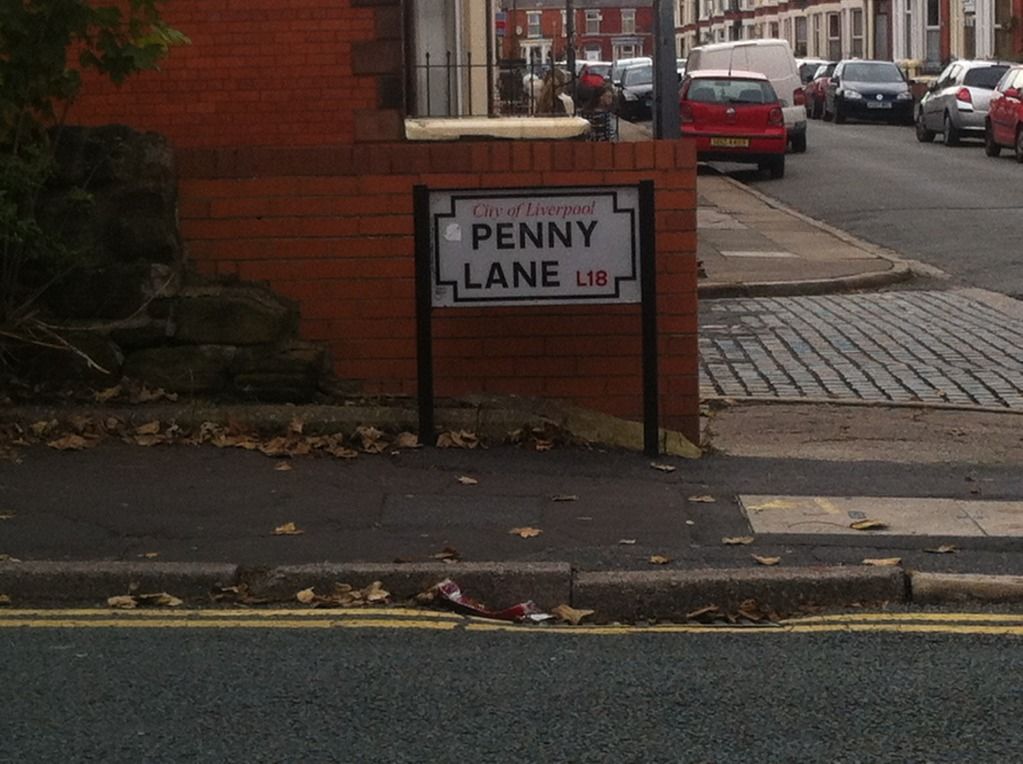 City of Liverpool
PENNY
LANE L18